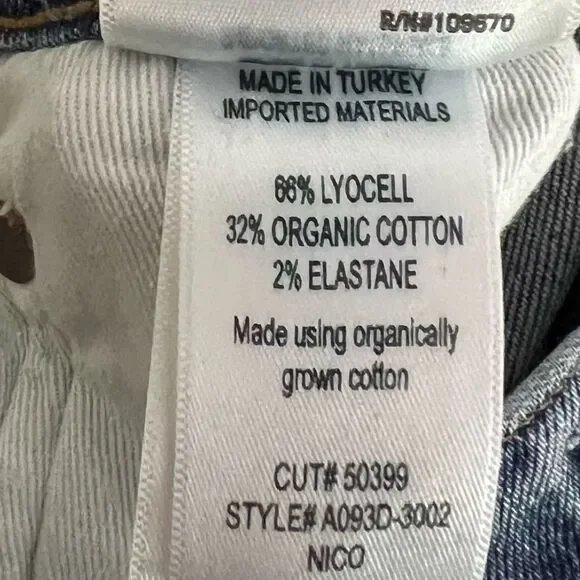 R/N#109670
MADE IN TURKEY
IMPORTED MATERIALS
66% LYOCELL
32% ORGANIC COTTON
2% ELASTANE
Made using organically
grown cotton
CUT# 50399
STYLE# A093D-3002
NICO